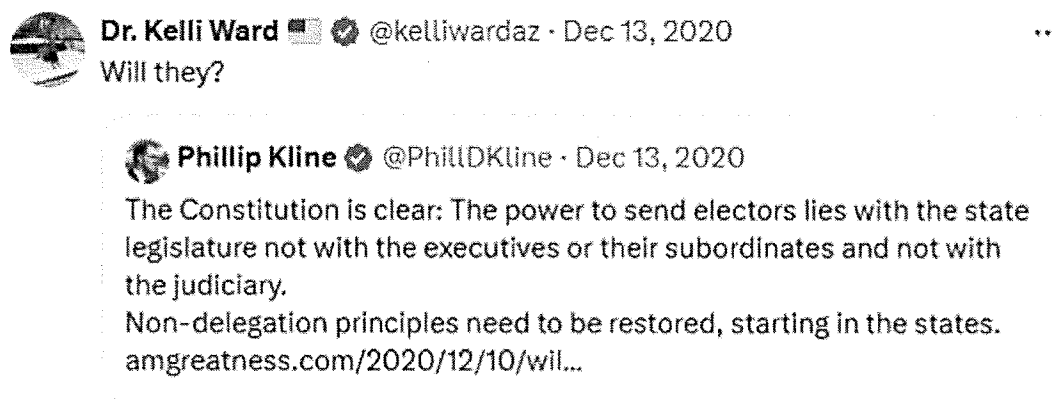 Dr. Kelli Ward @kelliwardaz · Dec 13, 2020
Will they?
Phillip Kline @PhillDKline · Dec 13, 2020
The Constitution is clear: The power to send electors lies with the state
legislature not with the executives or their subordinates and not with
the judiciary.
Non-delegation principles need to be restored, starting in the states.
amgreatness.com/2020/12/10/wil...